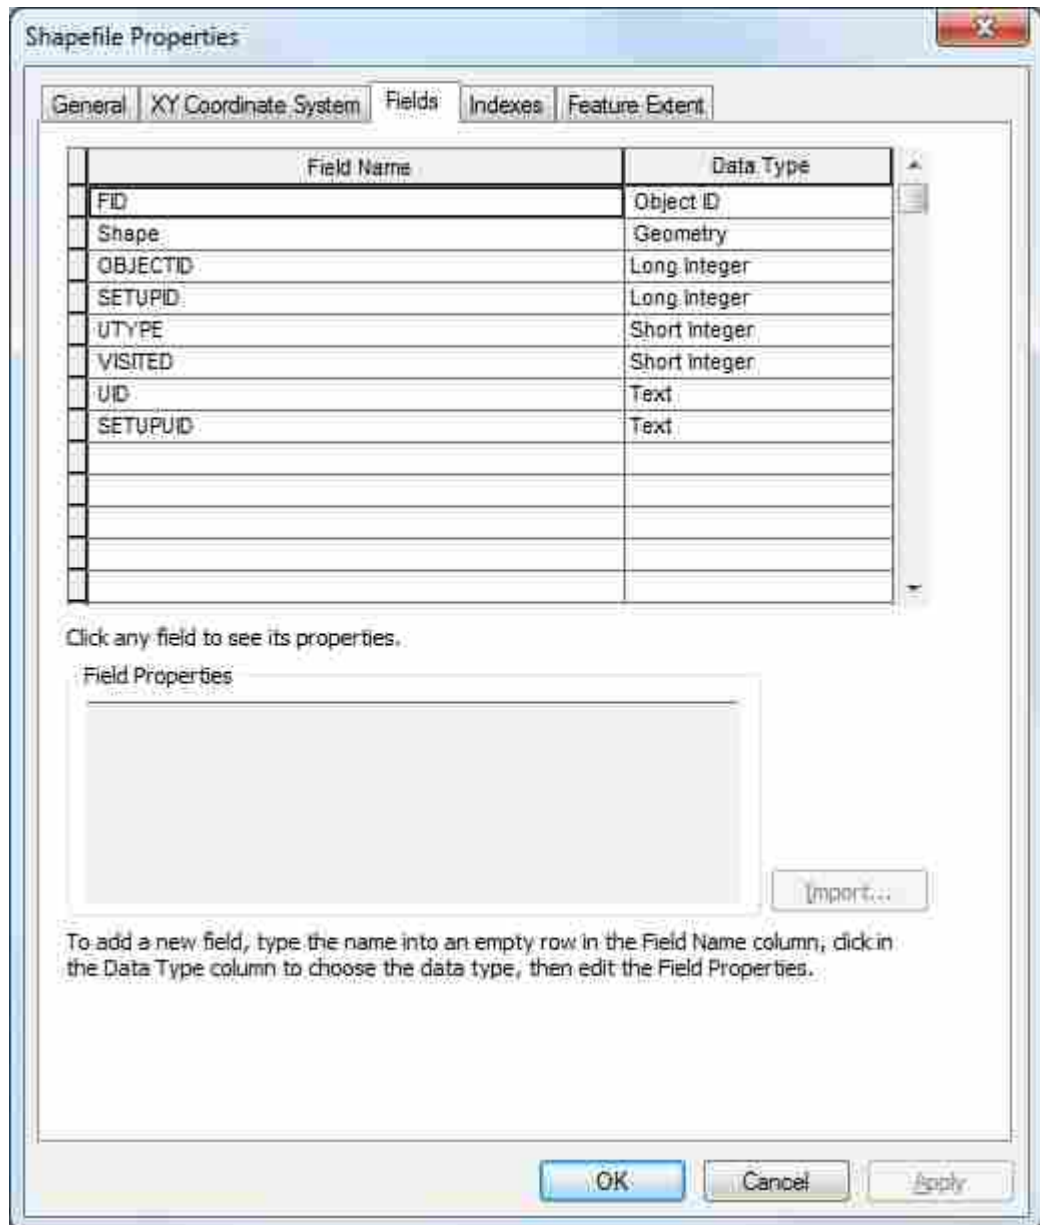 Shapefile Properties
General XY Coordinate System Fields Indexes Feature Extent
Field Name Data Type
FID Object ID
Shape Geometry
OBJECTID Long Integer
SETUPID Long Integer
UTYPE Short Integer
VISITED Short Integer
UID Text
SETUPUID Text
Click any field to see its properties.
Field Properties
Import...
To add a new field, type the name into an empty row in the Field Name column, click in
the Data Type column to choose the data type, then edit the Field Properties.
OK Cancel Apply